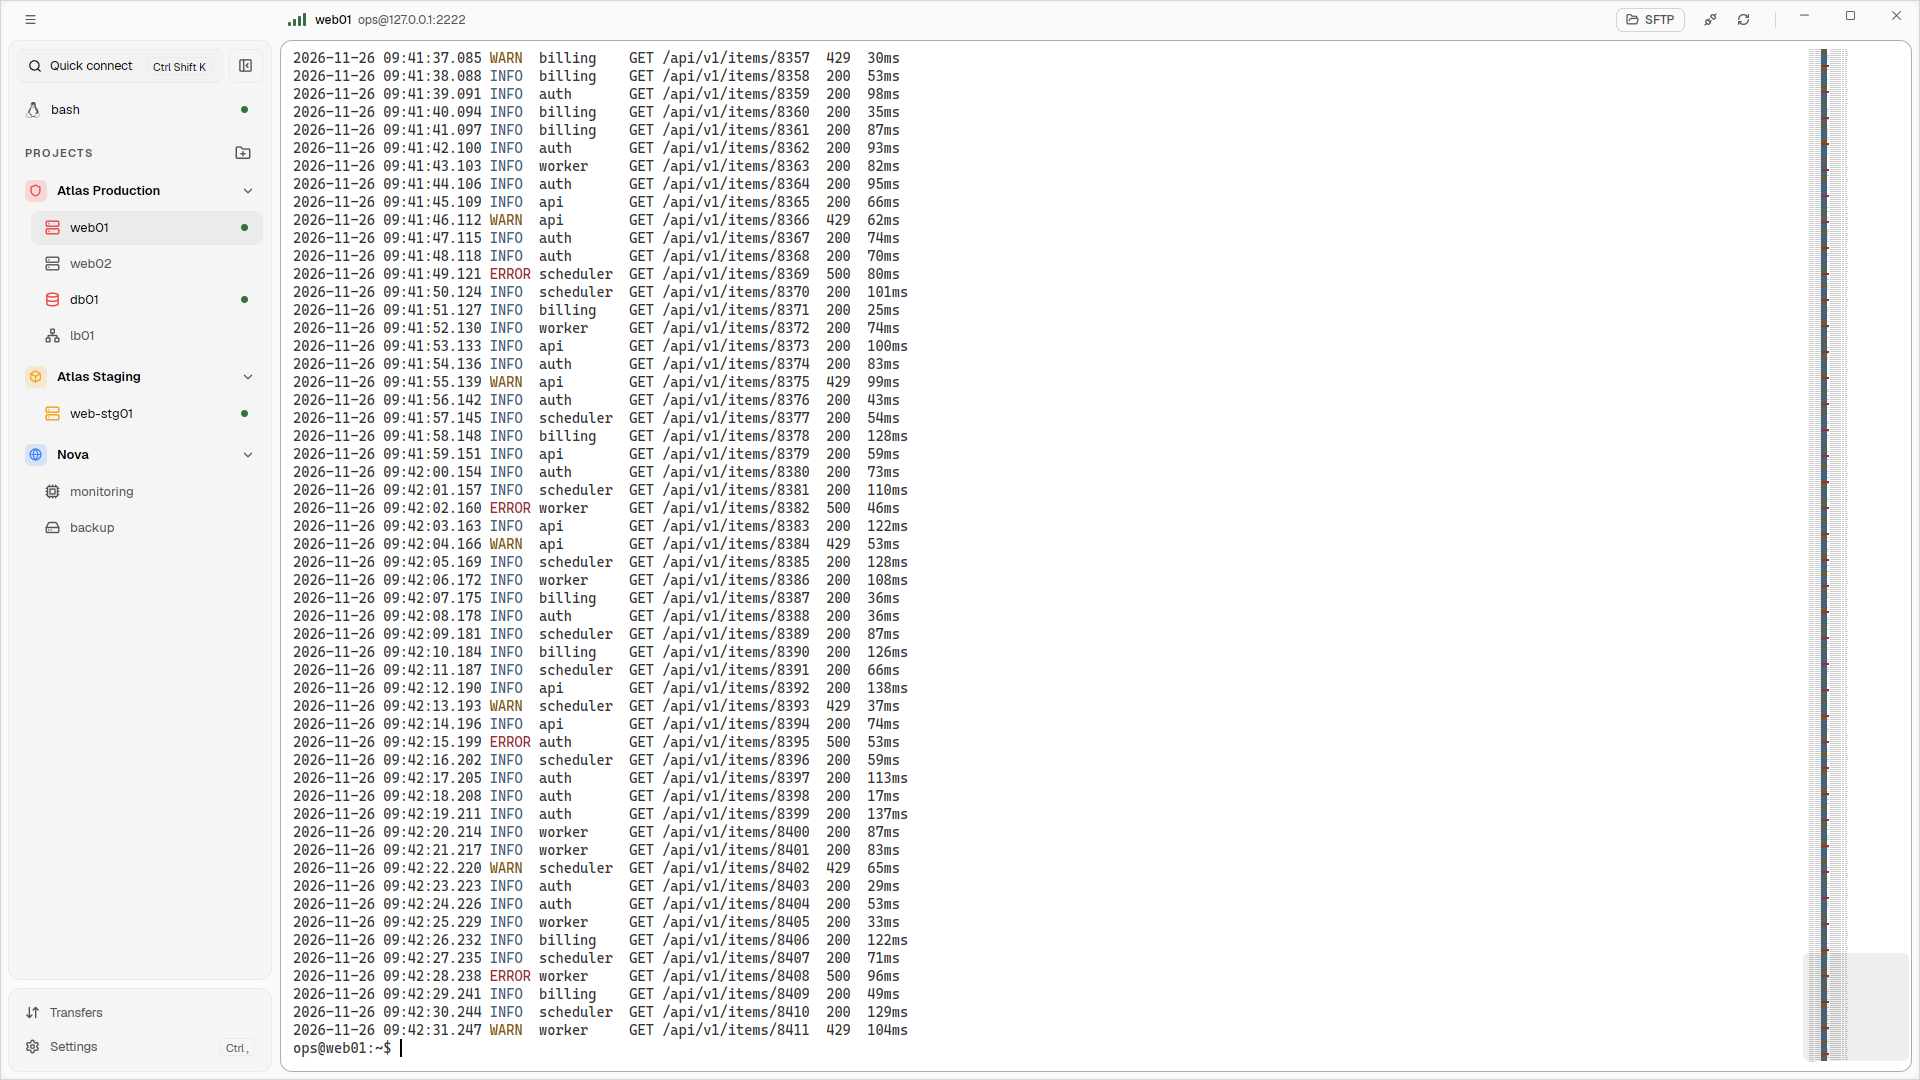 web01 ops@127.0.0.1:2222
SFTP
Quick connect Ctrl Shift K
bash
PROJECTS
Atlas Production
web01
web02
db01
lb01
Atlas Staging
web-stg01
Nova
monitoring
backup
Transfers
Settings Ctrl ,
2026-11-26 09:41:37.085 WARN billing GET /api/v1/items/8357 429 30ms
2026-11-26 09:41:38.088 INFO billing GET /api/v1/items/8358 200 53ms
2026-11-26 09:41:39.091 INFO auth GET /api/v1/items/8359 200 98ms
2026-11-26 09:41:40.094 INFO billing GET /api/v1/items/8360 200 35ms
2026-11-26 09:41:41.097 INFO billing GET /api/v1/items/8361 200 87ms
2026-11-26 09:41:42.100 INFO auth GET /api/v1/items/8362 200 93ms
2026-11-26 09:41:43.103 INFO worker GET /api/v1/items/8363 200 82ms
2026-11-26 09:41:44.106 INFO auth GET /api/v1/items/8364 200 95ms
2026-11-26 09:41:45.109 INFO api GET /api/v1/items/8365 200 66ms
2026-11-26 09:41:46.112 WARN api GET /api/v1/items/8366 429 62ms
2026-11-26 09:41:47.115 INFO auth GET /api/v1/items/8367 200 74ms
2026-11-26 09:41:48.118 INFO auth GET /api/v1/items/8368 200 70ms
2026-11-26 09:41:49.121 ERROR scheduler GET /api/v1/items/8369 500 80ms
2026-11-26 09:41:50.124 INFO scheduler GET /api/v1/items/8370 200 101ms
2026-11-26 09:41:51.127 INFO billing GET /api/v1/items/8371 200 25ms
2026-11-26 09:41:52.130 INFO worker GET /api/v1/items/8372 200 74ms
2026-11-26 09:41:53.133 INFO api GET /api/v1/items/8373 200 100ms
2026-11-26 09:41:54.136 INFO auth GET /api/v1/items/8374 200 83ms
2026-11-26 09:41:55.139 WARN api GET /api/v1/items/8375 429 99ms
2026-11-26 09:41:56.142 INFO auth GET /api/v1/items/8376 200 43ms
2026-11-26 09:41:57.145 INFO scheduler GET /api/v1/items/8377 200 54ms
2026-11-26 09:41:58.148 INFO billing GET /api/v1/items/8378 200 128ms
2026-11-26 09:41:59.151 INFO api GET /api/v1/items/8379 200 59ms
2026-11-26 09:42:00.154 INFO auth GET /api/v1/items/8380 200 73ms
2026-11-26 09:42:01.157 INFO scheduler GET /api/v1/items/8381 200 110ms
2026-11-26 09:42:02.160 ERROR worker GET /api/v1/items/8382 500 46ms
2026-11-26 09:42:03.163 INFO api GET /api/v1/items/8383 200 122ms
2026-11-26 09:42:04.166 WARN api GET /api/v1/items/8384 429 53ms
2026-11-26 09:42:05.169 INFO scheduler GET /api/v1/items/8385 200 128ms
2026-11-26 09:42:06.172 INFO worker GET /api/v1/items/8386 200 108ms
2026-11-26 09:42:07.175 INFO billing GET /api/v1/items/8387 200 36ms
2026-11-26 09:42:08.178 INFO auth GET /api/v1/items/8388 200 36ms
2026-11-26 09:42:09.181 INFO scheduler GET /api/v1/items/8389 200 87ms
2026-11-26 09:42:10.184 INFO billing GET /api/v1/items/8390 200 126ms
2026-11-26 09:42:11.187 INFO scheduler GET /api/v1/items/8391 200 66ms
2026-11-26 09:42:12.190 INFO api GET /api/v1/items/8392 200 138ms
2026-11-26 09:42:13.193 WARN scheduler GET /api/v1/items/8393 429 37ms
2026-11-26 09:42:14.196 INFO api GET /api/v1/items/8394 200 74ms
2026-11-26 09:42:15.199 ERROR auth GET /api/v1/items/8395 500 53ms
2026-11-26 09:42:16.202 INFO scheduler GET /api/v1/items/8396 200 59ms
2026-11-26 09:42:17.205 INFO auth GET /api/v1/items/8397 200 113ms
2026-11-26 09:42:18.208 INFO auth GET /api/v1/items/8398 200 17ms
2026-11-26 09:42:19.211 INFO auth GET /api/v1/items/8399 200 137ms
2026-11-26 09:42:20.214 INFO worker GET /api/v1/items/8400 200 87ms
2026-11-26 09:42:21.217 INFO worker GET /api/v1/items/8401 200 83ms
2026-11-26 09:42:22.220 WARN scheduler GET /api/v1/items/8402 429 65ms
2026-11-26 09:42:23.223 INFO auth GET /api/v1/items/8403 200 29ms
2026-11-26 09:42:24.226 INFO auth GET /api/v1/items/8404 200 53ms
2026-11-26 09:42:25.229 INFO worker GET /api/v1/items/8405 200 33ms
2026-11-26 09:42:26.232 INFO billing GET /api/v1/items/8406 200 122ms
2026-11-26 09:42:27.235 INFO scheduler GET /api/v1/items/8407 200 71ms
2026-11-26 09:42:28.238 ERROR worker GET /api/v1/items/8408 500 96ms
2026-11-26 09:42:29.241 INFO billing GET /api/v1/items/8409 200 49ms
2026-11-26 09:42:30.244 INFO scheduler GET /api/v1/items/8410 200 129ms
2026-11-26 09:42:31.247 WARN worker GET /api/v1/items/8411 429 104ms
ops@web01:~$